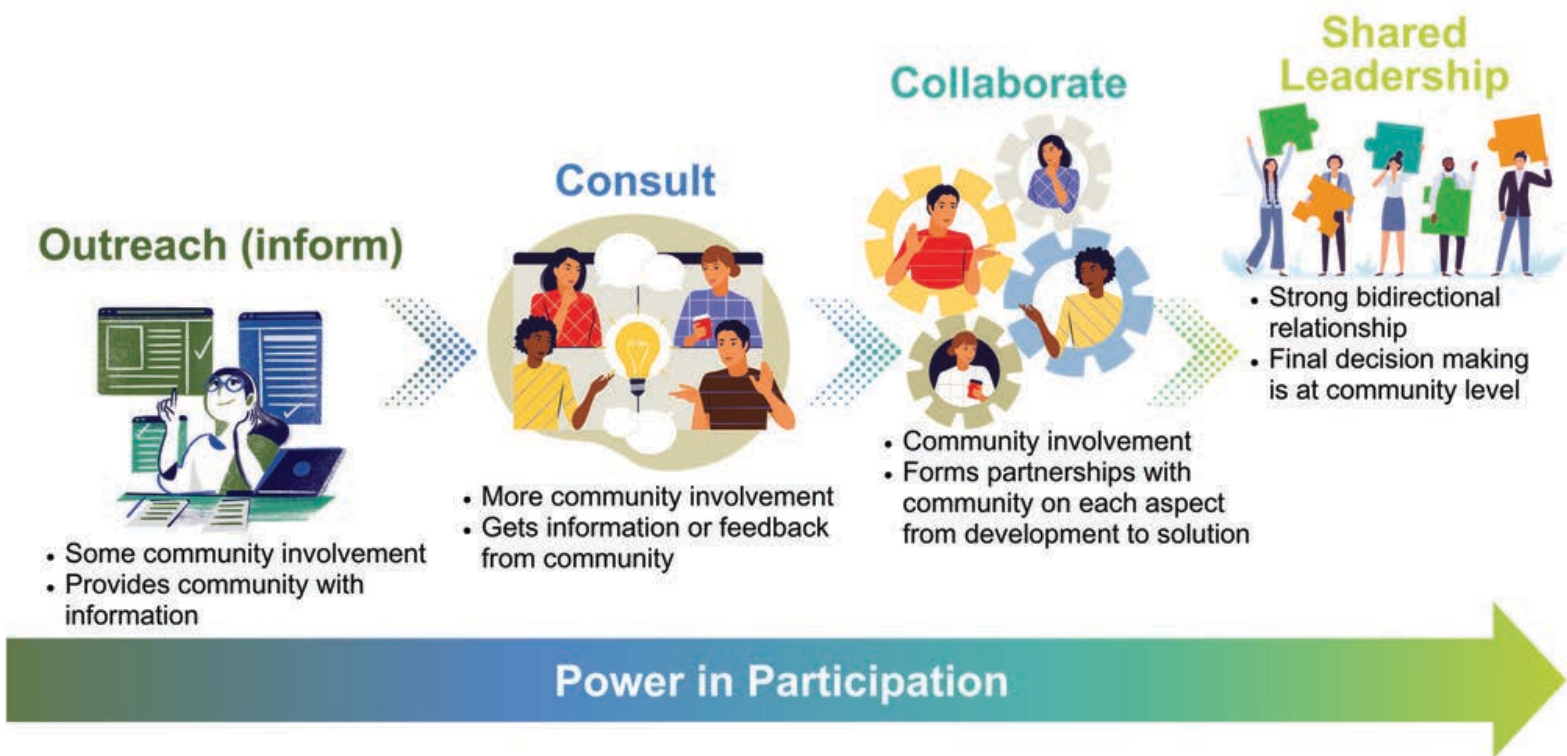 Outreach (inform)
• Some community involvement
• Provides community with
information
Consult
• More community involvement
• Gets information or feedback
from community
Collaborate
• Community involvement
• Forms partnerships with
community on each aspect
from development to solution
Shared
Leadership
• Strong bidirectional
relationship
• Final decision making
is at community level
Power in Participation